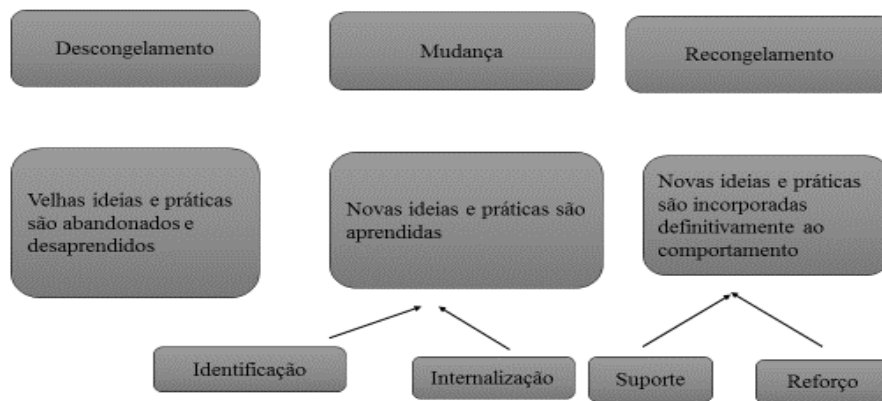 Descongelamento
Mudança
Recongelamento
Velhas ideias e práticas
são abandonados e
desaprendidos
Novas ideias e práticas são
aprendidas
Novas ideias e práticas
são incorporadas
definitivamente ao
comportamento
Identificação
Internalização
Suporte
Reforço